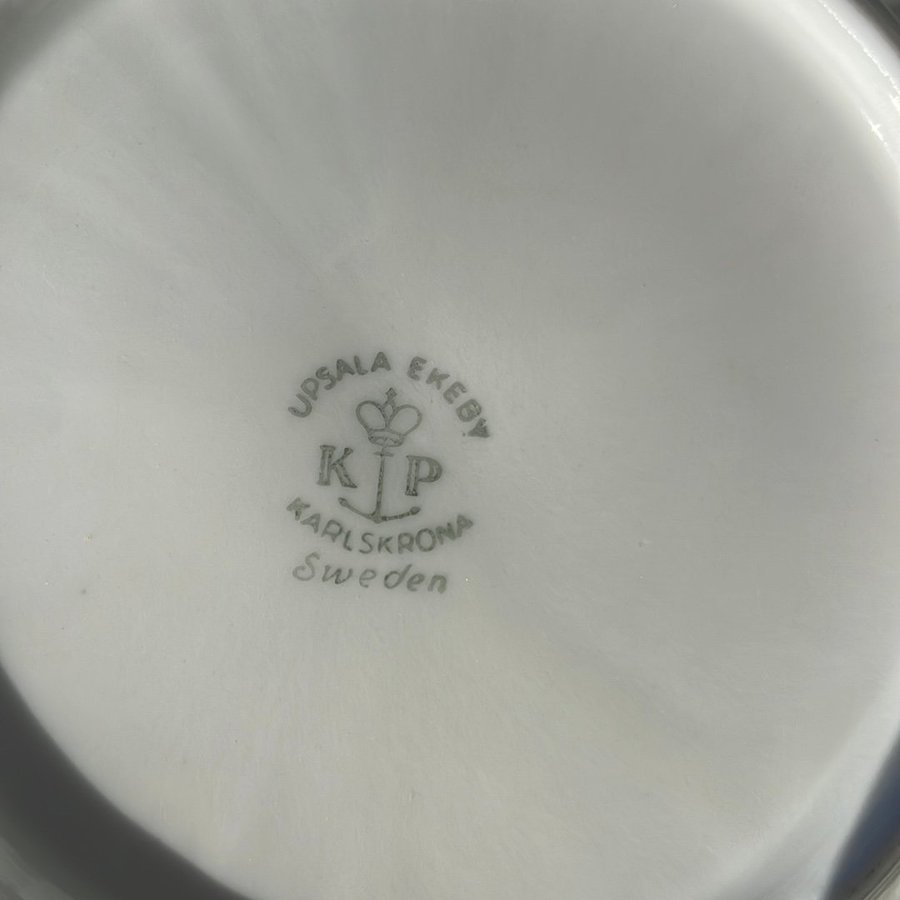 UPSALA EKEBY
K P
KARLSKRONA
Sweden